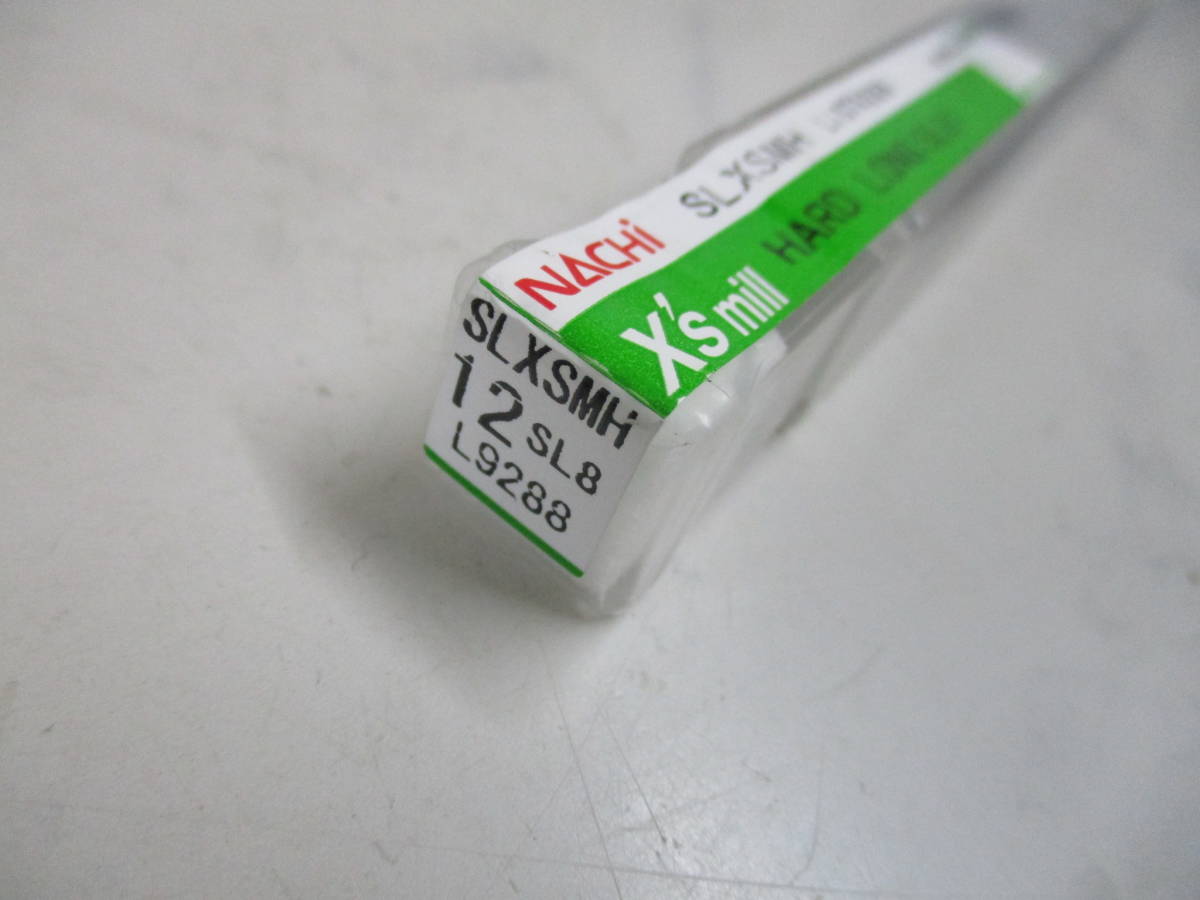 NACHI SLXSMH
X's mill HARD
SLXSMH
12 SL8
L9288